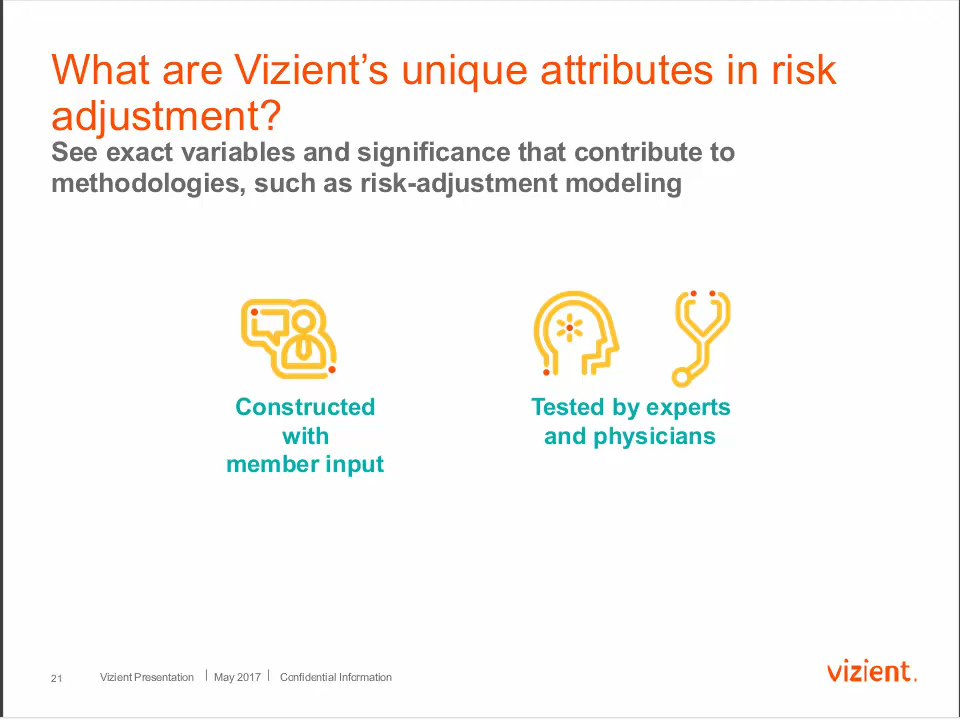 What are Vizient’s unique attributes in risk
adjustment?
See exact variables and significance that contribute to
methodologies, such as risk-adjustment modeling
Constructed
with
member input
Tested by experts
and physicians
21 Vizient Presentation | May 2017 | Confidential Information
vizient.